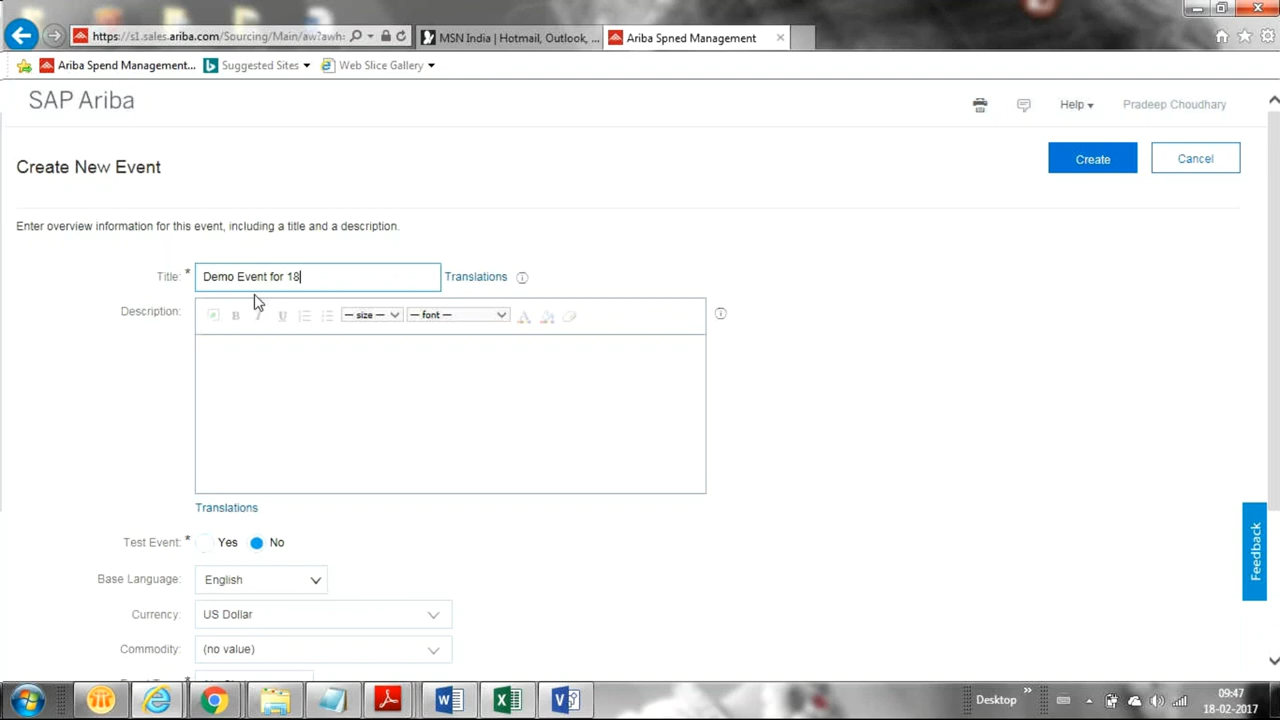 https://s1.sales.ariba.com/Sourcing/Main/aw?awh:
MSN India | Hotmail, Outlook, ...
Ariba Spned Management
Ariba Spend Management...
Suggested Sites
Web Slice Gallery
SAP Ariba
Help
Pradeep Choudhary
Create New Event
Create
Cancel
Enter overview information for this event, including a title and a description.
Title: *
Demo Event for 18
Translations
Description:
B I U
— size —
— font —
Translations
Test Event: *
Yes
No
Base Language:
English
Currency:
US Dollar
Commodity:
(no value)
Feedback
Desktop
09:47
18-02-2017